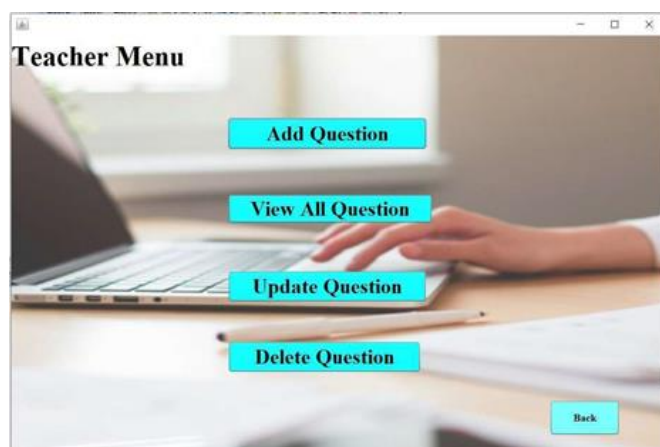 Teacher Menu
Add Question
View All Question
Update Question
Delete Question
Back